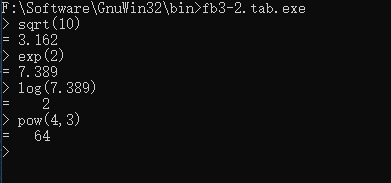 F:\Software\GnuWin32\bin>fb3-2.tab.exe
> sqrt(10)
= 3.162
> exp(2)
= 7.389
> log(7.389)
=    2
> pow(4,3)
=   64
>